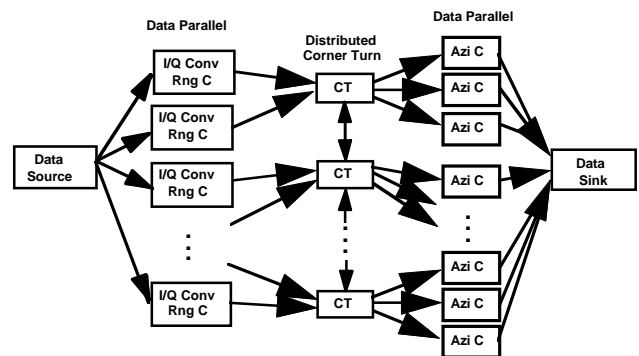 Data Parallel
Distributed
Corner Turn
Data Parallel
Data
Source
I/Q Conv
Rng C
I/Q Conv
Rng C
I/Q Conv
Rng C
I/Q Conv
Rng C
CT
CT
CT
Azi C
Azi C
Azi C
Azi C
Azi C
Azi C
Azi C
Data
Sink